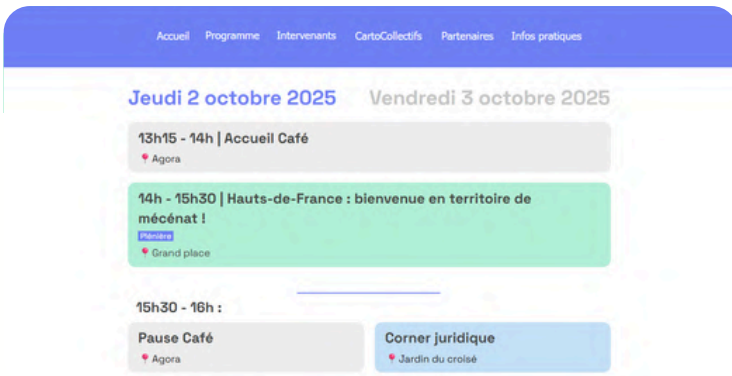 Accueil Programme Intervenants CartoCollectifs Partenaires Infos pratiques
Jeudi 2 octobre 2025 Vendredi 3 octobre 2025
13h15 - 14h | Accueil Café
Agora
14h - 15h30 | Hauts-de-France : bienvenue en territoire de
mécénat !
Plénière
Grand place
15h30 - 16h :
Pause Café Corner juridique
Agora Jardin du croisé